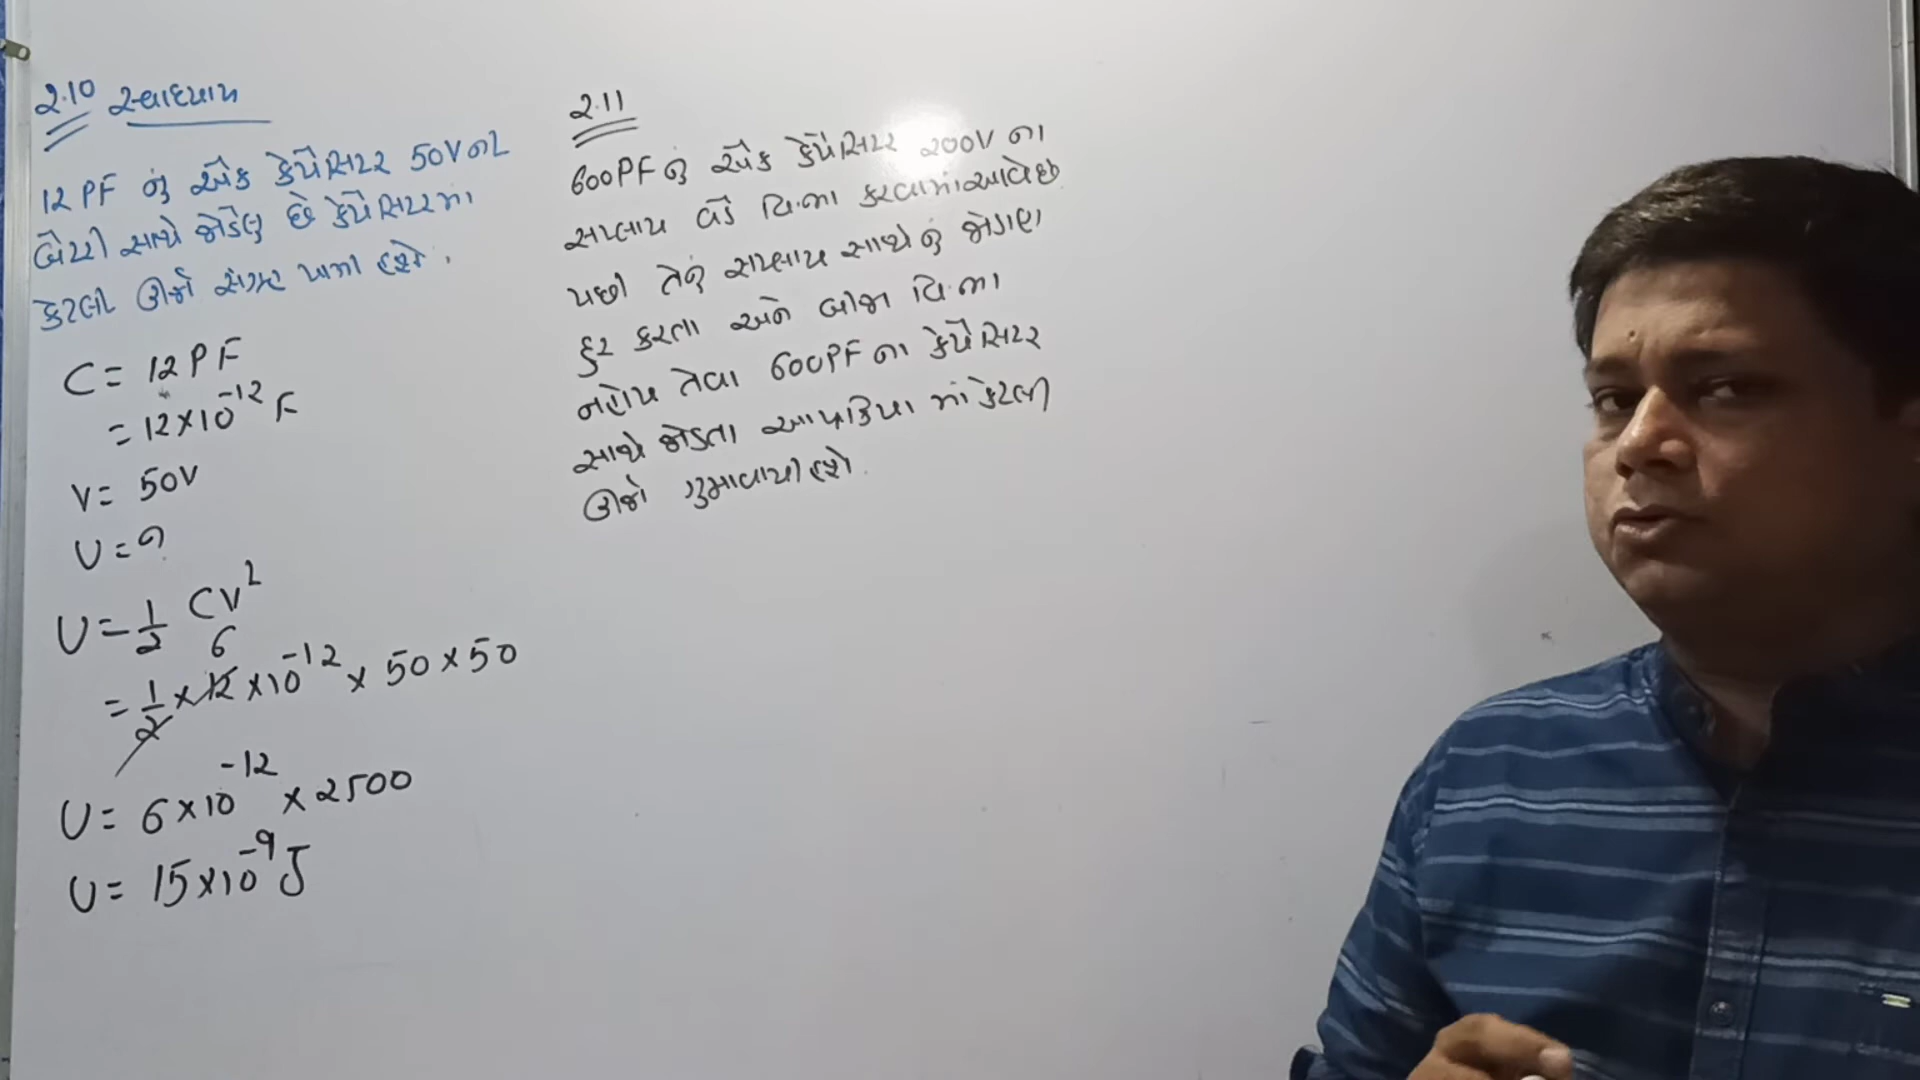 2.10 સ્વાધ્યાય
12 PF નું એક કેપેસિટર 50V ની
બેટરી સાથે જોડેલું છે કેપેસિટરમાં
કેટલી ઊર્જા સંગ્રહ પામી હશે.
C = 12 PF
= 12×10⁻¹² F
V = 50V
U = ?
U = 1/2 CV²
6
= 1/2 × 12 × 10⁻¹² × 50 × 50
U = 6×10⁻¹² × 2500
U = 15×10⁻⁹ J
2.11
600PF નું એક કેપેસિટર 200V ના
સપ્લાય વડે વિ.ભા કરવામાં આવે છે
પછી તેનું સપ્લાય સાથે નું જોડાણ
દુર કરતા અને બીજા વિ.ભા
નહોય તેવા 600PF ના કેપેસિટર
સાથે જોડતા આ પ્રક્રિયા માં કેટલી
ઊર્જા ગુમાવાયી હશે.